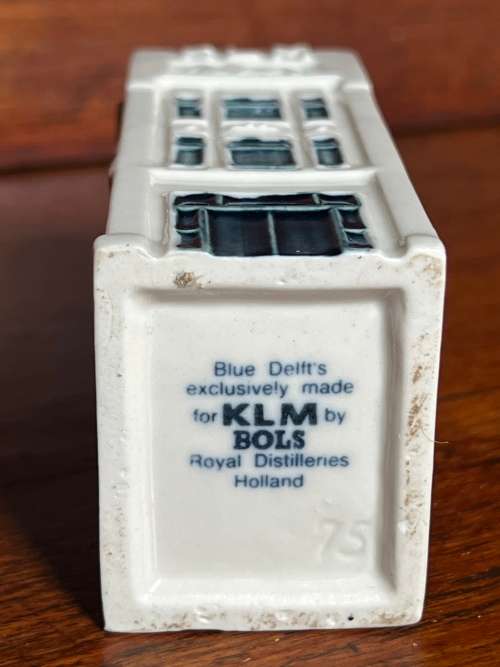 Blue Delft's
exclusively made
for KLM by
BOLS
Royal Distilleries
Holland
75